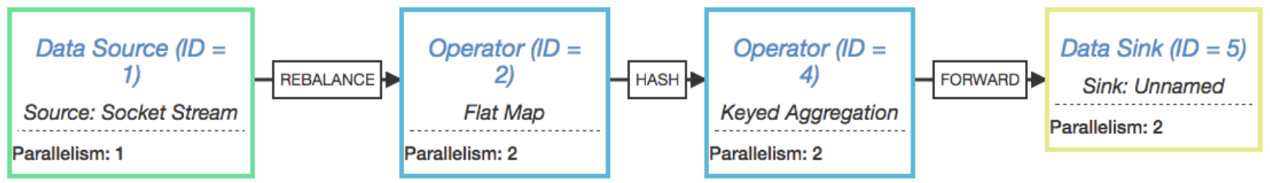 Data Source (ID =
1)
Source: Socket Stream
Parallelism: 1
REBALANCE
Operator (ID =
2)
Flat Map
Parallelism: 2
HASH
Operator (ID =
4)
Keyed Aggregation
Parallelism: 2
FORWARD
Data Sink (ID = 5)
Sink: Unnamed
Parallelism: 2